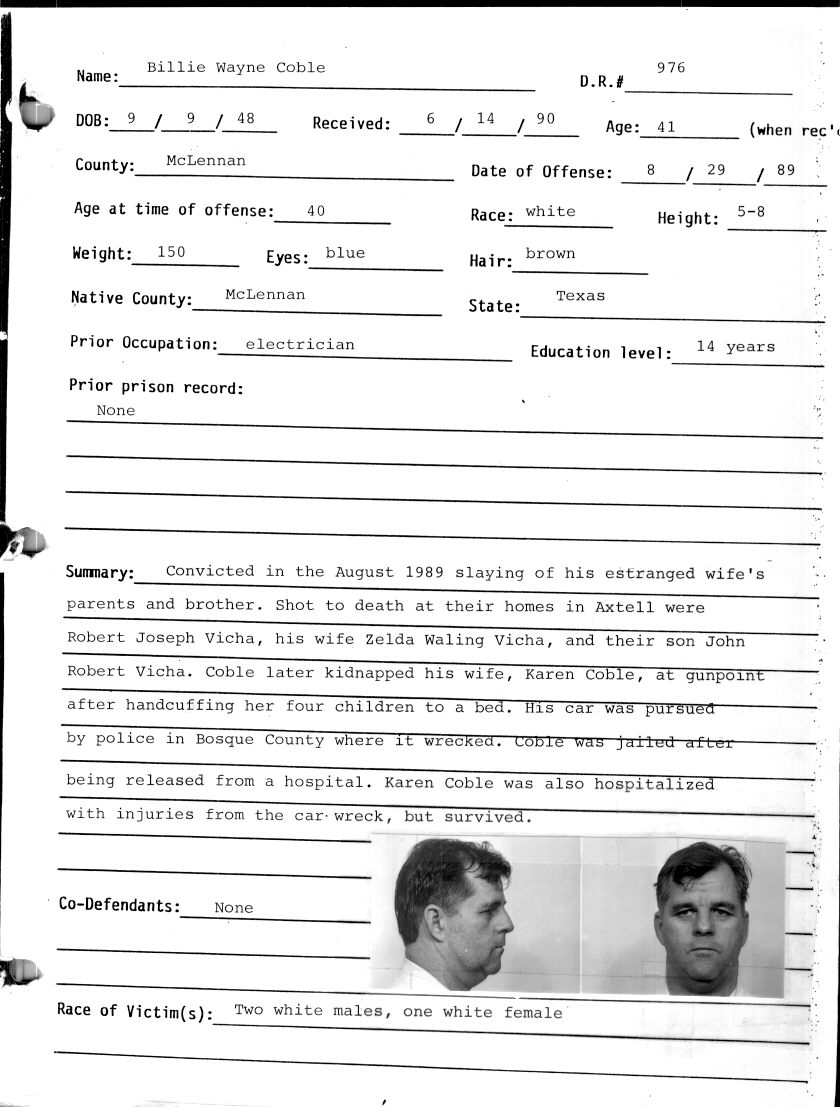 Name: Billie Wayne Coble D.R.# 976
DOB: 9 / 9 / 48 Received: 6 / 14 / 90 Age: 41 (when rec'
County: McLennan Date of Offense: 8 / 29 / 89
Age at time of offense: 40 Race: white Height: 5-8
Weight: 150 Eyes: blue Hair: brown
Native County: McLennan State: Texas
Prior Occupation: electrician Education level: 14 years
Prior prison record:
None
Summary: Convicted in the August 1989 slaying of his estranged wife's
parents and brother. Shot to death at their homes in Axtell were
Robert Joseph Vicha, his wife Zelda Waling Vicha, and their son John
Robert Vicha. Coble later kidnapped his wife, Karen Coble, at gunpoint
after handcuffing her four children to a bed. His car was pursued
by police in Bosque County where it wrecked. Coble was jailed after
being released from a hospital. Karen Coble was also hospitalized
with injuries from the car wreck, but survived.
Co-Defendants: None
Race of Victim(s): Two white males, one white female